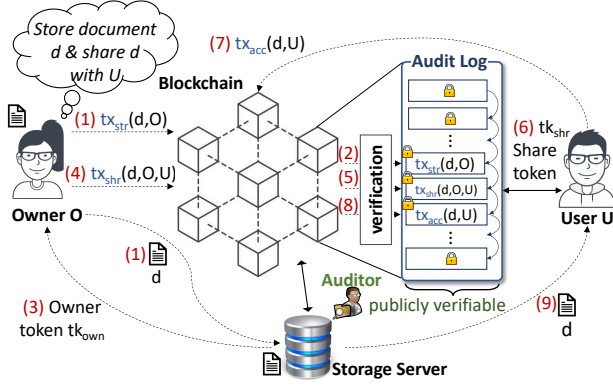 Store document
d & share d
with U
(7) tx_acc(d,U)
Blockchain
Audit Log
(1) tx_str(d,O)
(4) tx_shr(d,O,U)
Owner O
(2)
(5)
(8)
verification
tx_str(d,O)
tx_shr(d,O,U)
tx_acc(d,U)
(6) tk_shr
Share
token
User U
(1)
d
(3) Owner
token tk_own
Auditor
publicly verifiable
(9)
d
Storage Server